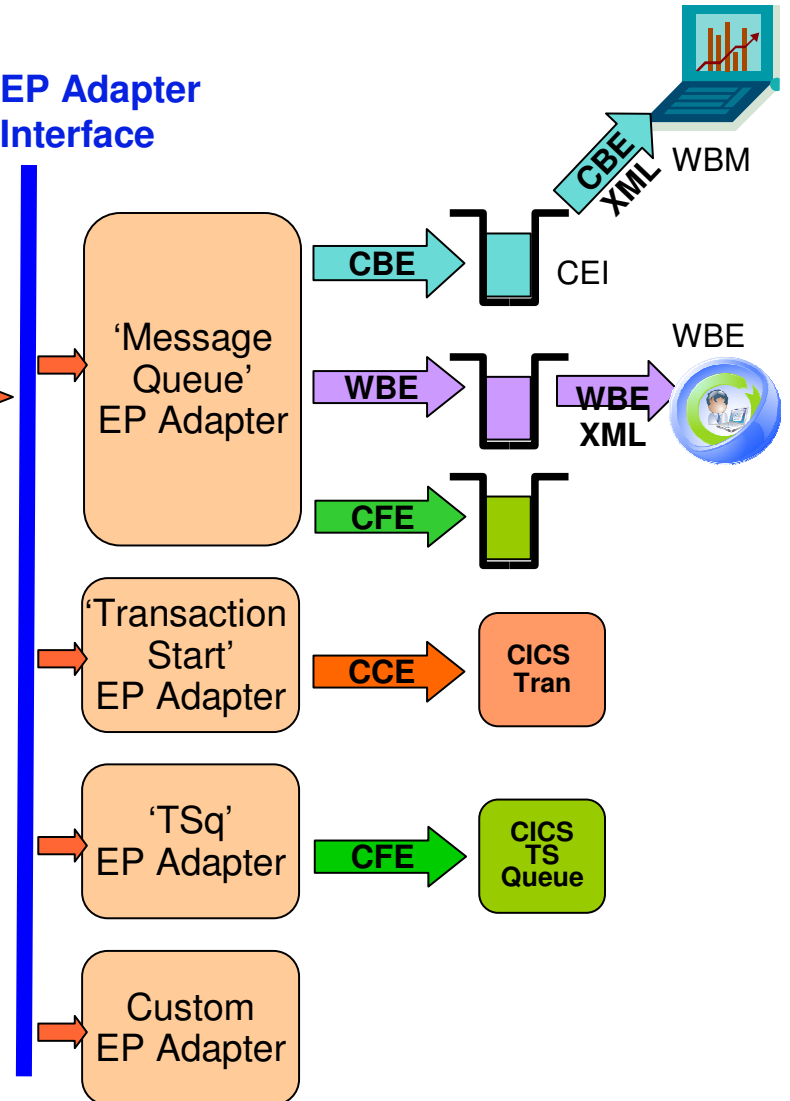 EP Adapter
Interface
CBE
XML
WBM
CBE
CEI
‘Message
Queue’
EP Adapter
WBE
WBE
WBE
XML
CFE
‘Transaction
Start’
EP Adapter
CCE
CICS
Tran
‘TSq’
EP Adapter
CFE
CICS
TS
Queue
Custom
EP Adapter